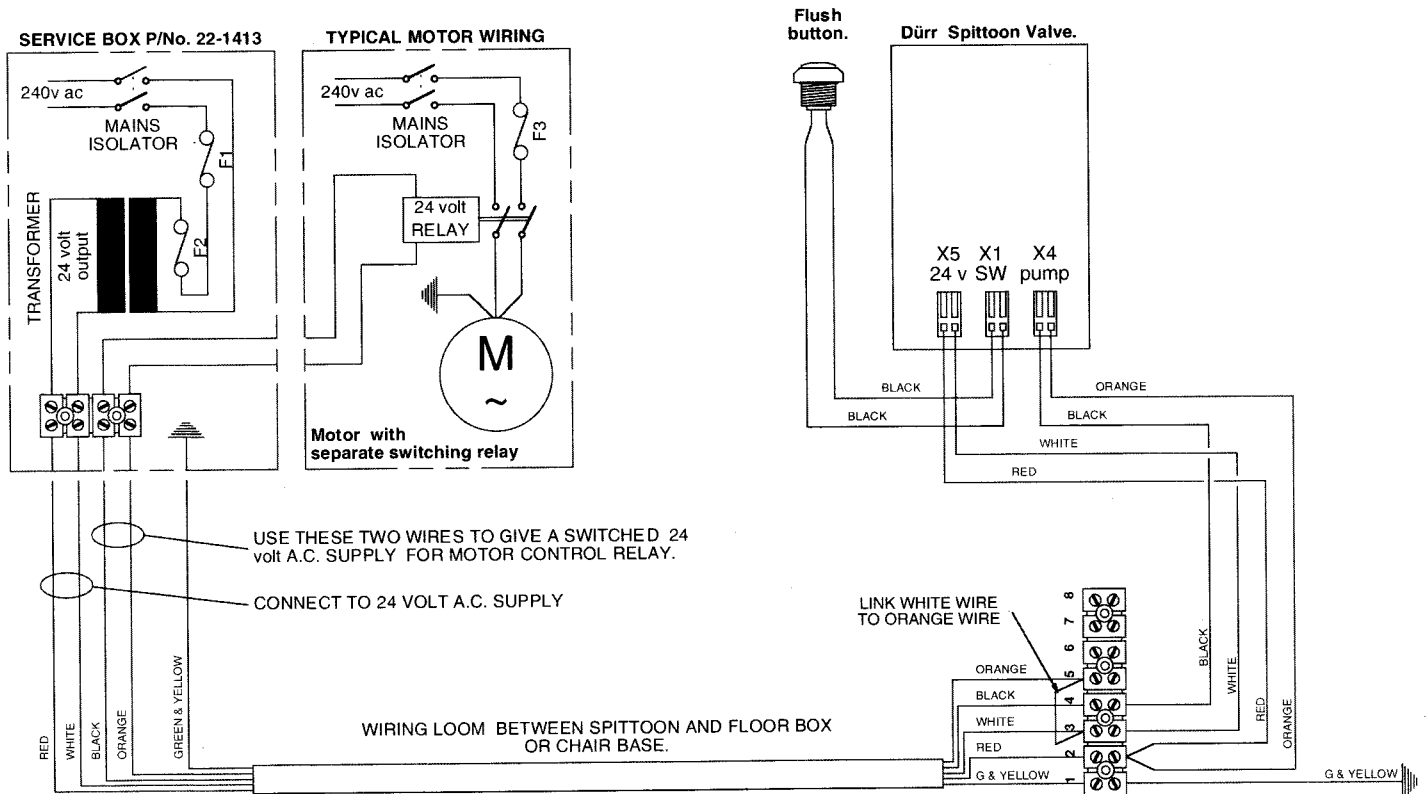 SERVICE BOX P/No. 22-1413
240v ac
MAINS
ISOLATOR
F1
F2
TRANSFORMER
24 volt
output
TYPICAL MOTOR WIRING
240v ac
MAINS
ISOLATOR
F3
24 volt
RELAY
M
~
Motor with
separate switching relay
Flush
button.
Dürr Spittoon Valve.
X5 X1 X4
24 v SW pump
BLACK
BLACK
ORANGE
BLACK
WHITE
RED
USE THESE TWO WIRES TO GIVE A SWITCHED 24
volt A.C. SUPPLY FOR MOTOR CONTROL RELAY.
CONNECT TO 24 VOLT A.C. SUPPLY
LINK WHITE WIRE
TO ORANGE WIRE
8
7
6
5
4
3
2
1
BLACK
WHITE
RED
ORANGE
RED
WHITE
BLACK
ORANGE
GREEN & YELLOW
WIRING LOOM BETWEEN SPITTOON AND FLOOR BOX
OR CHAIR BASE.
ORANGE
BLACK
WHITE
RED
G & YELLOW
G & YELLOW